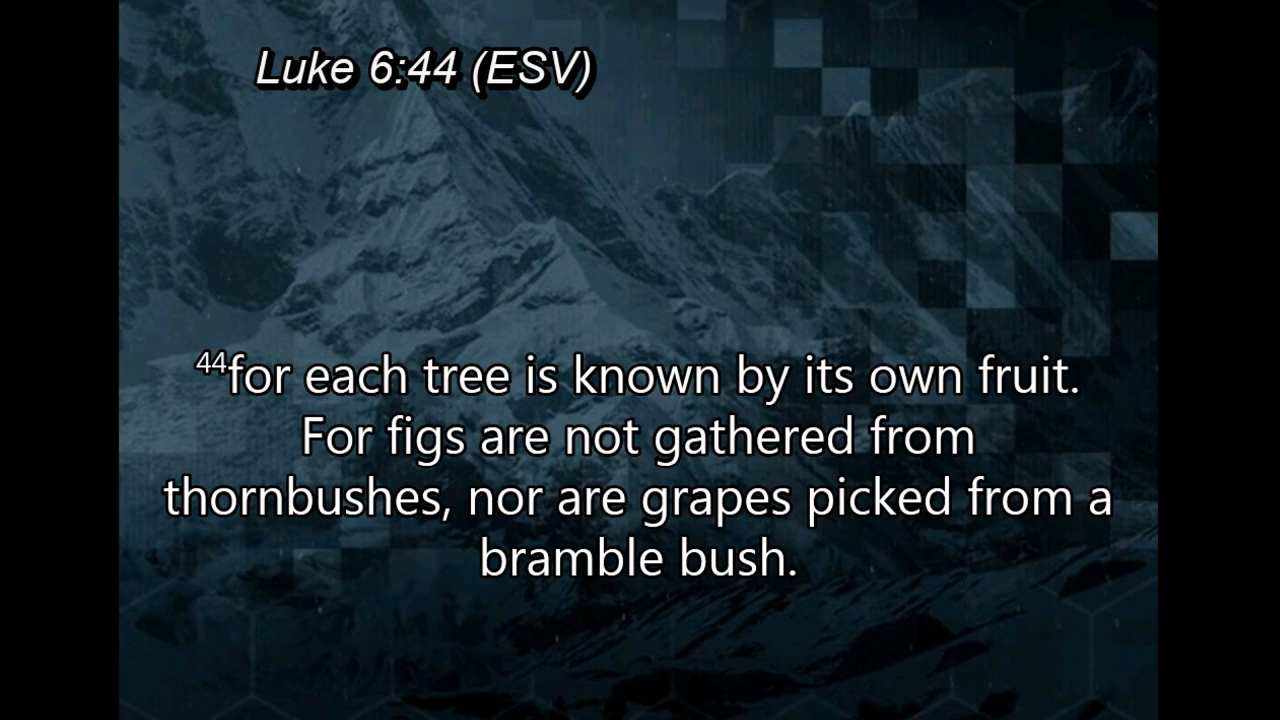 Luke 6:44 (ESV)
44for each tree is known by its own fruit.
For figs are not gathered from
thornbushes, nor are grapes picked from a
bramble bush.